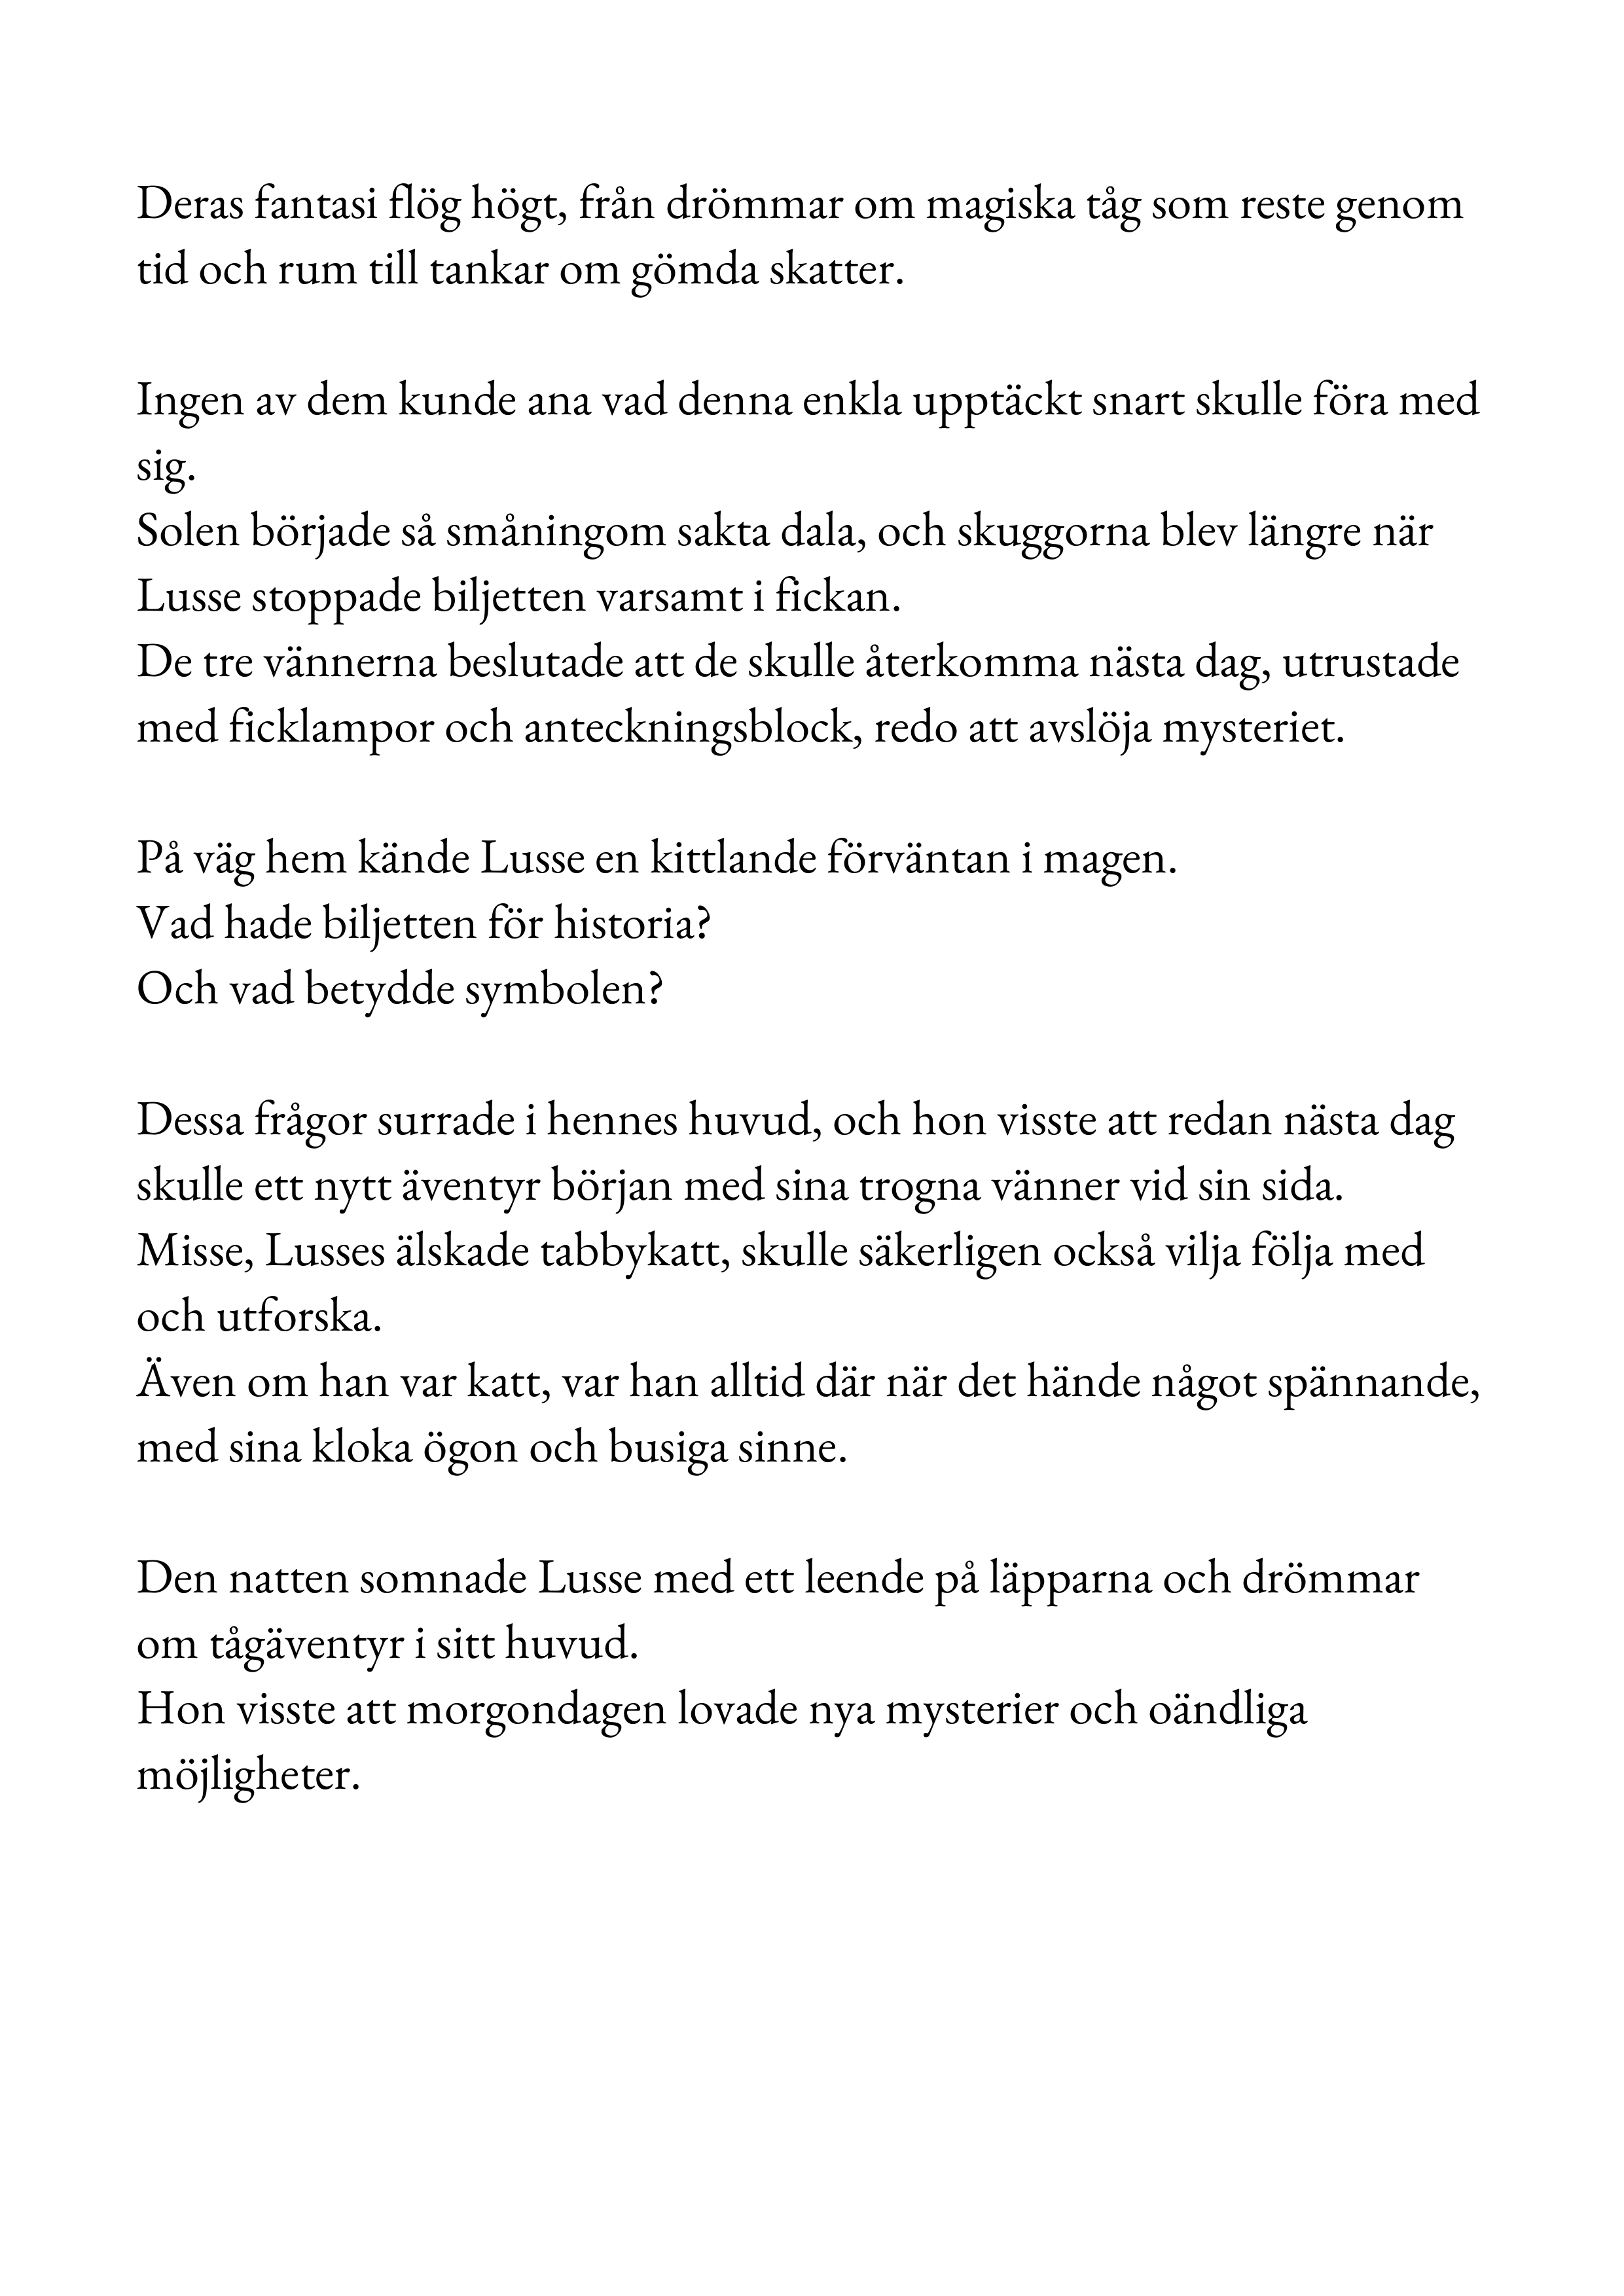 Deras fantasi flög högt, från drömmar om magiska tåg som reste genom
tid och rum till tankar om gömda skatter.
Ingen av dem kunde ana vad denna enkla upptäckt snart skulle föra med
sig.
Solen började så småningom sakta dala, och skuggorna blev längre när
Lusse stoppade biljetten varsamt i fickan.
De tre vännerna beslutade att de skulle återkomma nästa dag, utrustade
med ficklampor och anteckningsblock, redo att avslöja mysteriet.
På väg hem kände Lusse en kittlande förväntan i magen.
Vad hade biljetten för historia?
Och vad betydde symbolen?
Dessa frågor surrade i hennes huvud, och hon visste att redan nästa dag
skulle ett nytt äventyr början med sina trogna vänner vid sin sida.
Misse, Lusses älskade tabbykatt, skulle säkerligen också vilja följa med
och utforska.
Även om han var katt, var han alltid där när det hände något spännande,
med sina kloka ögon och busiga sinne.
Den natten somnade Lusse med ett leende på läpparna och drömmar
om tågäventyr i sitt huvud.
Hon visste att morgondagen lovade nya mysterier och oändliga
möjligheter.